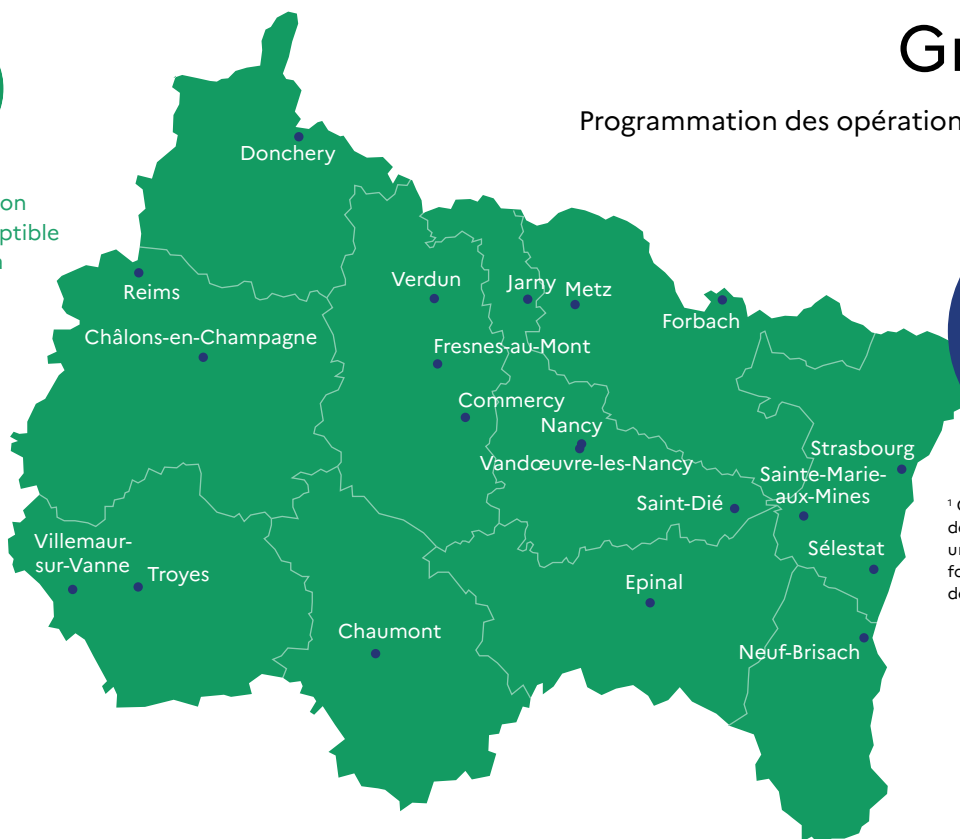 Programmation des opération
Donchery
Reims
Châlons-en-Champagne
Verdun
Jarny
Metz
Forbach
Fresnes-au-Mont
Commercy
Nancy
Vandœuvre-les-Nancy
Saint-Dié
Strasbourg
Sainte-Marie-
aux-Mines
Sélestat
Villemaur-
sur-Vanne
Troyes
Epinal
Chaumont
Neuf-Brisach
on
ptible